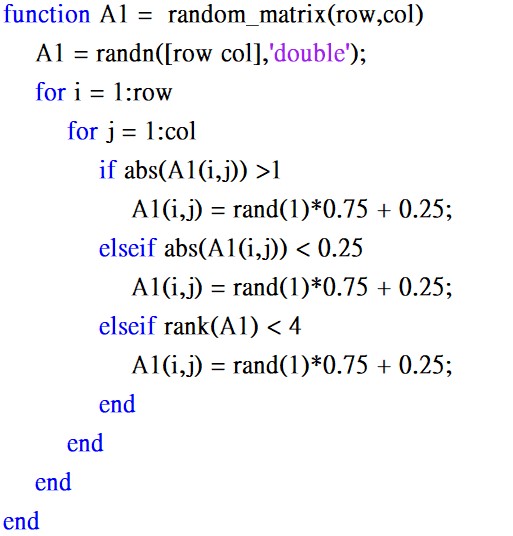 function A1 = random_matrix(row,col)
A1 = randn([row col],'double');
for i = 1:row
for j = 1:col
if abs(A1(i,j)) >1
A1(i,j) = rand(1)*0.75 + 0.25;
elseif abs(A1(i,j)) < 0.25
A1(i,j) = rand(1)*0.75 + 0.25;
elseif rank(A1) < 4
A1(i,j) = rand(1)*0.75 + 0.25;
end
end
end
end